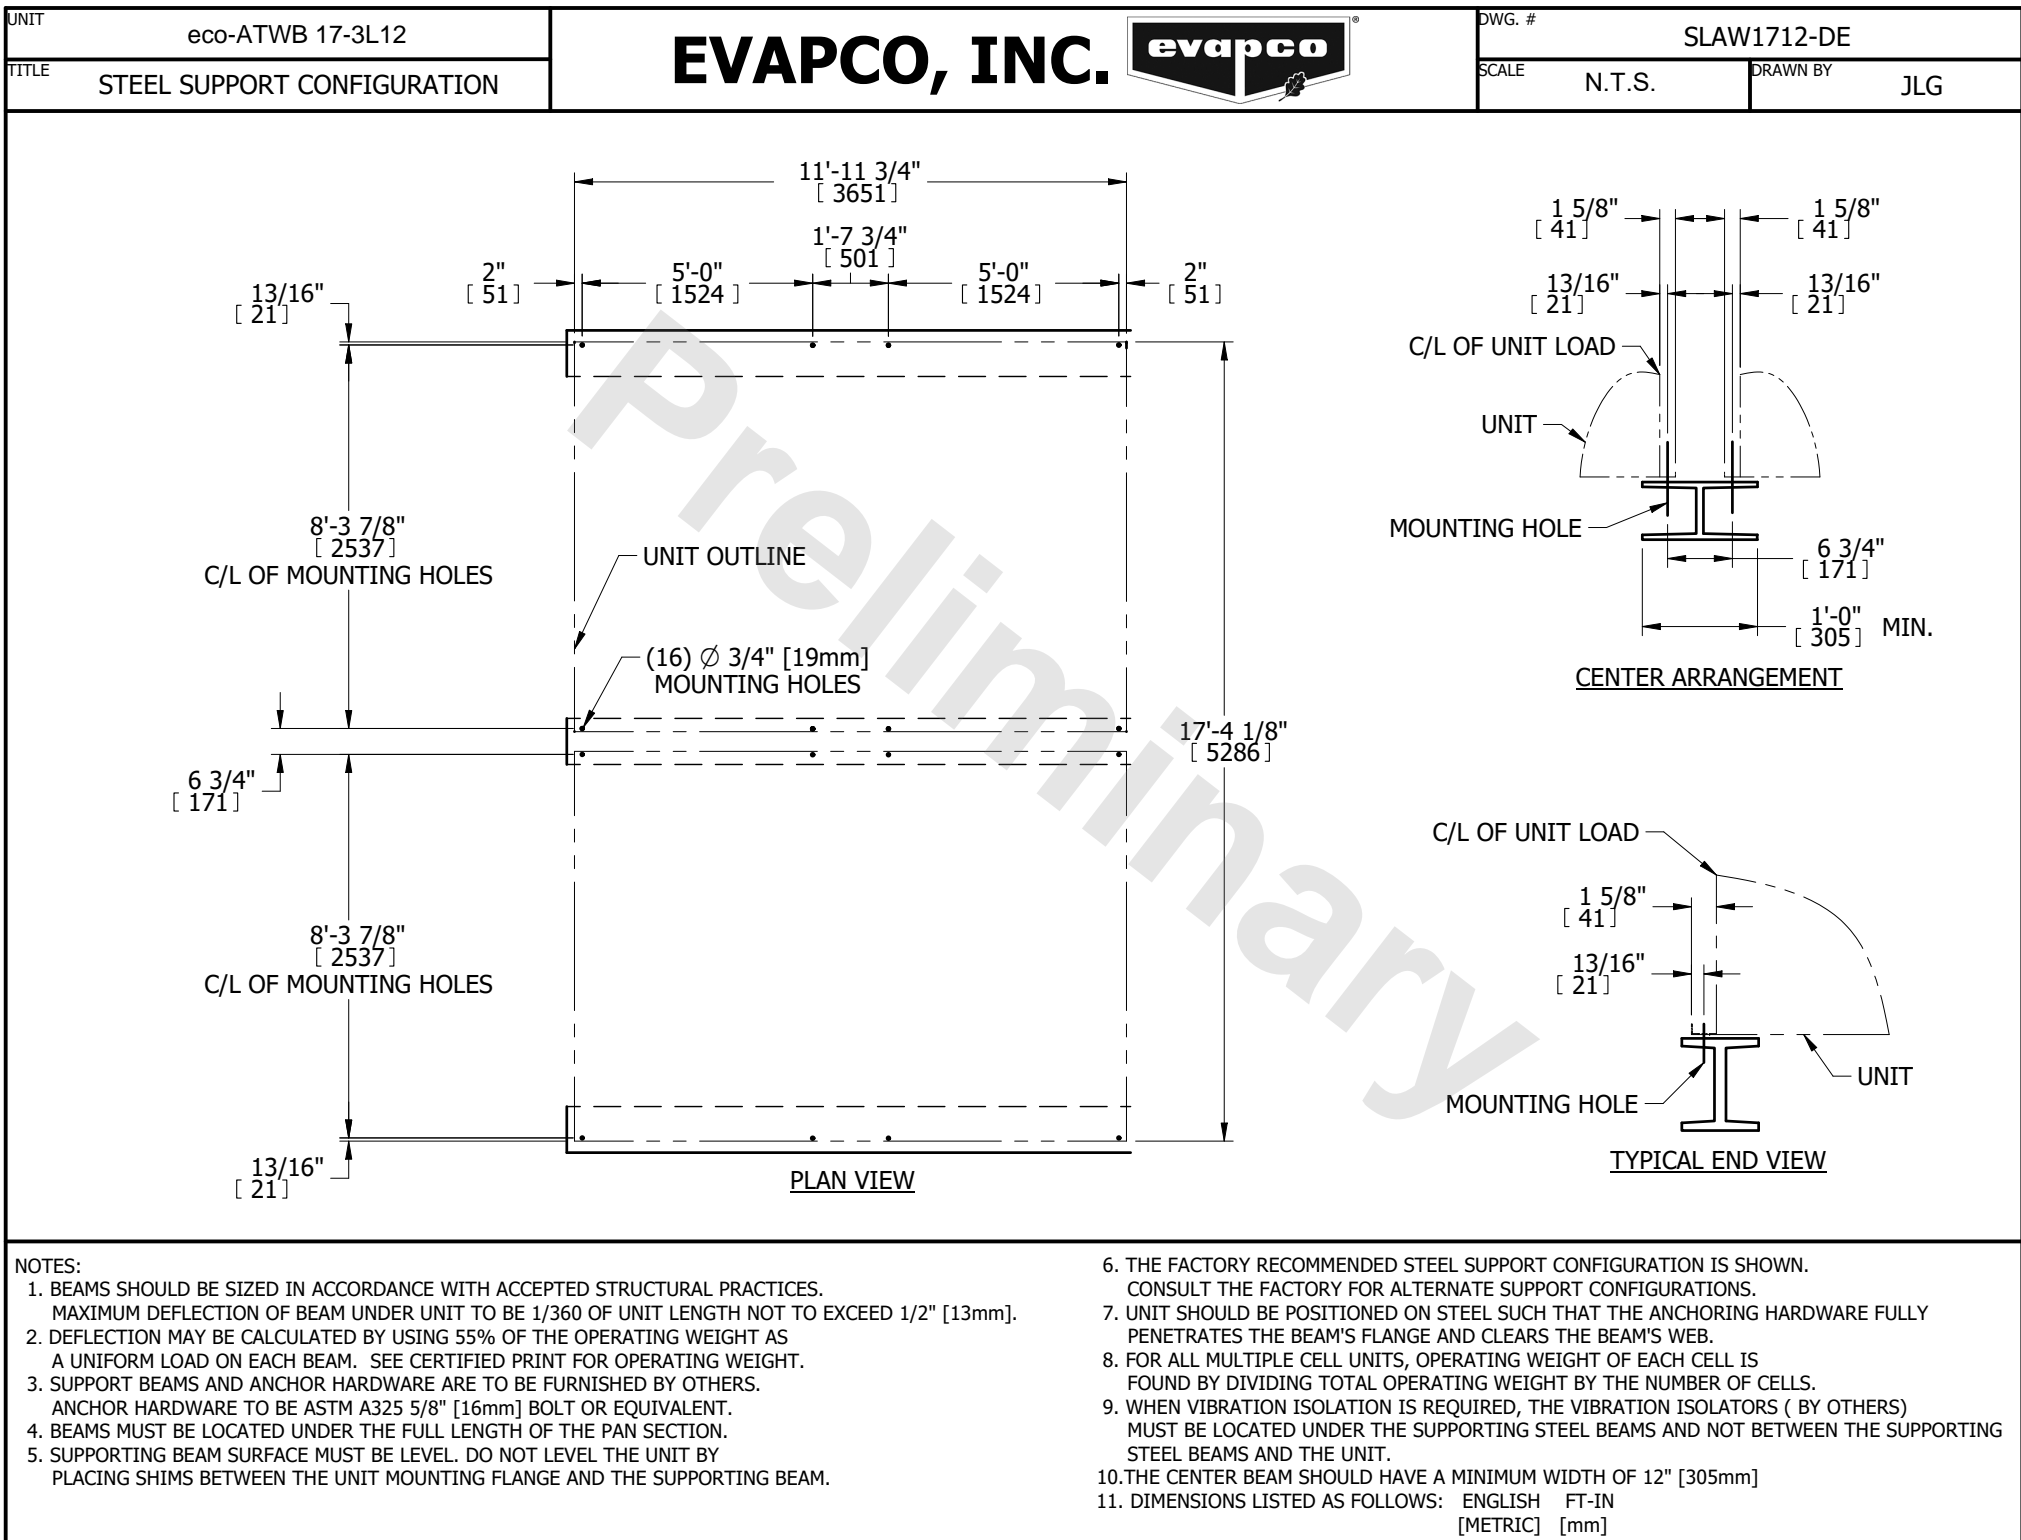 UNIT
eco-ATWB 17-3L12
TITLE
STEEL SUPPORT CONFIGURATION
EVAPCO, INC.
evapco
®
DWG. #
SLAW1712-DE
SCALE
N.T.S.
DRAWN BY
JLG
11'-11 3/4"
[ 3651]
1'-7 3/4"
[ 501 ]
2"
[ 51]
5'-0"
[ 1524 ]
5'-0"
[ 1524]
2"
[ 51]
13/16"
[ 21]
8'-3 7/8"
[ 2537]
C/L OF MOUNTING HOLES
UNIT OUTLINE
(16) Ø 3/4" [19mm]
MOUNTING HOLES
6 3/4"
[ 171]
17'-4 1/8"
[ 5286]
8'-3 7/8"
[ 2537]
C/L OF MOUNTING HOLES
13/16"
[ 21]
PLAN VIEW
Preliminary
1 5/8"
[ 41]
1 5/8"
[ 41]
13/16"
[ 21]
13/16"
[ 21]
C/L OF UNIT LOAD
UNIT
MOUNTING HOLE
6 3/4"
[ 171]
1'-0"
[ 305] MIN.
CENTER ARRANGEMENT
C/L OF UNIT LOAD
1 5/8"
[ 41]
13/16"
[ 21]
UNIT
MOUNTING HOLE
TYPICAL END VIEW
NOTES:
1. BEAMS SHOULD BE SIZED IN ACCORDANCE WITH ACCEPTED STRUCTURAL PRACTICES.
MAXIMUM DEFLECTION OF BEAM UNDER UNIT TO BE 1/360 OF UNIT LENGTH NOT TO EXCEED 1/2" [13mm].
2. DEFLECTION MAY BE CALCULATED BY USING 55% OF THE OPERATING WEIGHT AS
A UNIFORM LOAD ON EACH BEAM. SEE CERTIFIED PRINT FOR OPERATING WEIGHT.
3. SUPPORT BEAMS AND ANCHOR HARDWARE ARE TO BE FURNISHED BY OTHERS.
ANCHOR HARDWARE TO BE ASTM A325 5/8" [16mm] BOLT OR EQUIVALENT.
4. BEAMS MUST BE LOCATED UNDER THE FULL LENGTH OF THE PAN SECTION.
5. SUPPORTING BEAM SURFACE MUST BE LEVEL. DO NOT LEVEL THE UNIT BY
PLACING SHIMS BETWEEN THE UNIT MOUNTING FLANGE AND THE SUPPORTING BEAM.
6. THE FACTORY RECOMMENDED STEEL SUPPORT CONFIGURATION IS SHOWN.
CONSULT THE FACTORY FOR ALTERNATE SUPPORT CONFIGURATIONS.
7. UNIT SHOULD BE POSITIONED ON STEEL SUCH THAT THE ANCHORING HARDWARE FULLY
PENETRATES THE BEAM'S FLANGE AND CLEARS THE BEAM'S WEB.
8. FOR ALL MULTIPLE CELL UNITS, OPERATING WEIGHT OF EACH CELL IS
FOUND BY DIVIDING TOTAL OPERATING WEIGHT BY THE NUMBER OF CELLS.
9. WHEN VIBRATION ISOLATION IS REQUIRED, THE VIBRATION ISOLATORS ( BY OTHERS)
MUST BE LOCATED UNDER THE SUPPORTING STEEL BEAMS AND NOT BETWEEN THE SUPPORTING
STEEL BEAMS AND THE UNIT.
10.THE CENTER BEAM SHOULD HAVE A MINIMUM WIDTH OF 12" [305mm]
11. DIMENSIONS LISTED AS FOLLOWS: ENGLISH FT-IN
[METRIC] [mm]